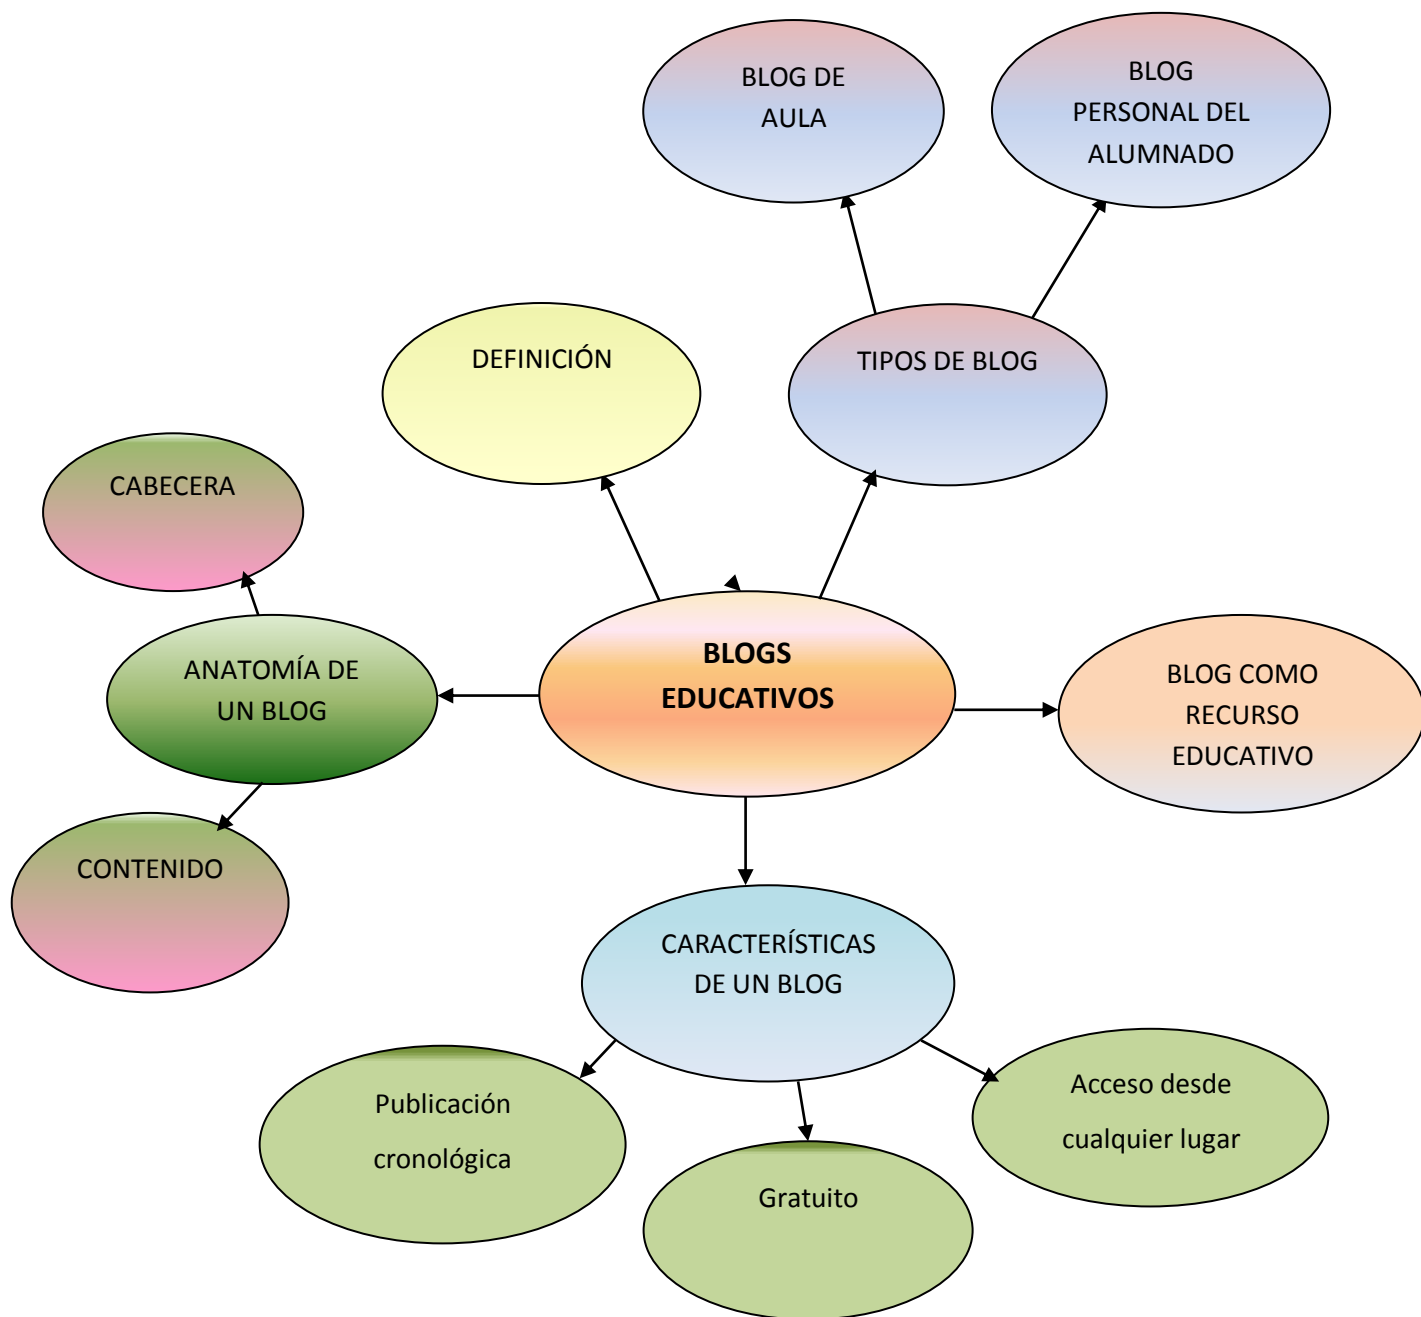 BLOG DE
AULA
BLOG
PERSONAL DEL
ALUMNADO
DEFINICIÓN
TIPOS DE BLOG
CABECERA
ANATOMÍA DE
UN BLOG
BLOGS
EDUCATIVOS
BLOG COMO
RECURSO
EDUCATIVO
CONTENIDO
CARACTERÍSTICAS
DE UN BLOG
Publicación
cronológica
Gratuito
Acceso desde
cualquier lugar